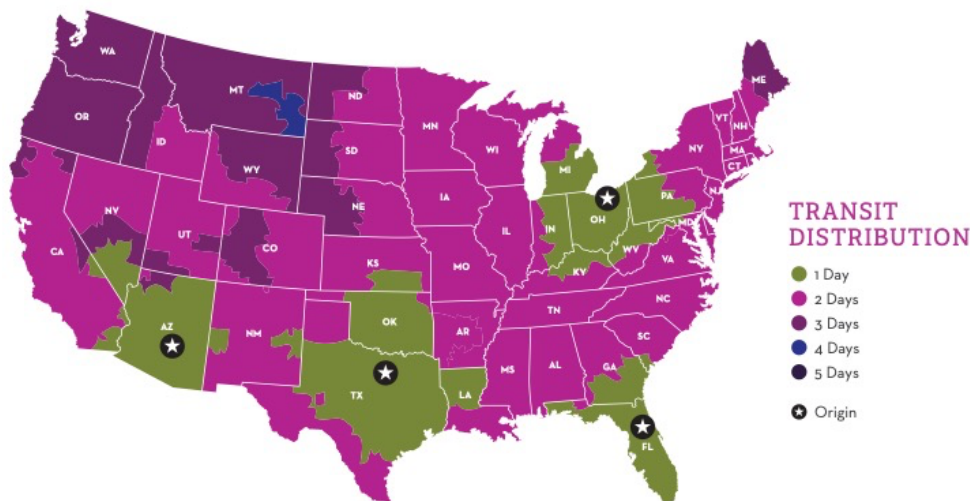 WA
OR
ID
MT
ND
MN
WY
SD
WI
MI
NY
VT
NH
ME
MA
CT
NV
UT
CO
NE
IA
IL
IN
OH
PA
NJ
MD
CA
KS
MO
KY
WV
VA
AZ
NM
OK
AR
TN
NC
SC
TX
LA
MS
AL
GA
FL
TRANSIT
DISTRIBUTION
1 Day
2 Days
3 Days
4 Days
5 Days
Origin